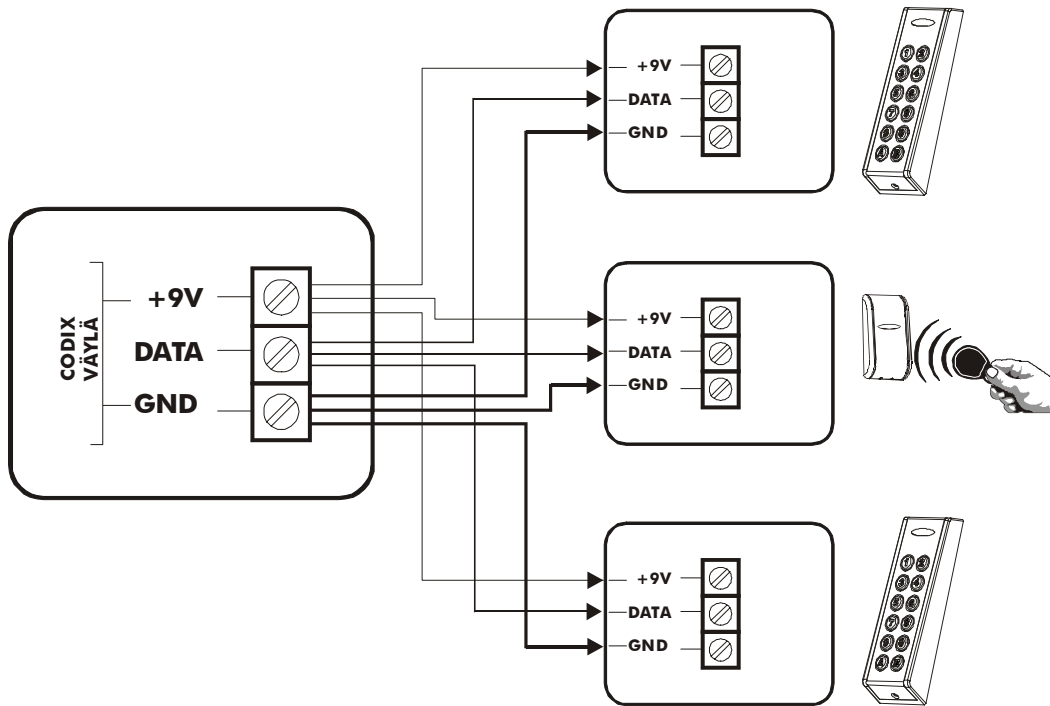 CODIX
VÄYLÄ
+9V
DATA
GND
+9V
DATA
GND
+9V
DATA
GND
+9V
DATA
GND